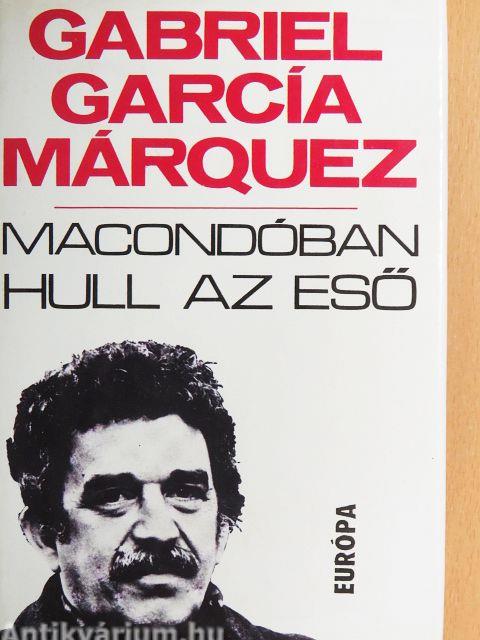 GABRIEL
GARCÍA
MÁRQUEZ
MACONDÓBAN
HULL AZ ESŐ
EURÓPA
Antikvárium.hu